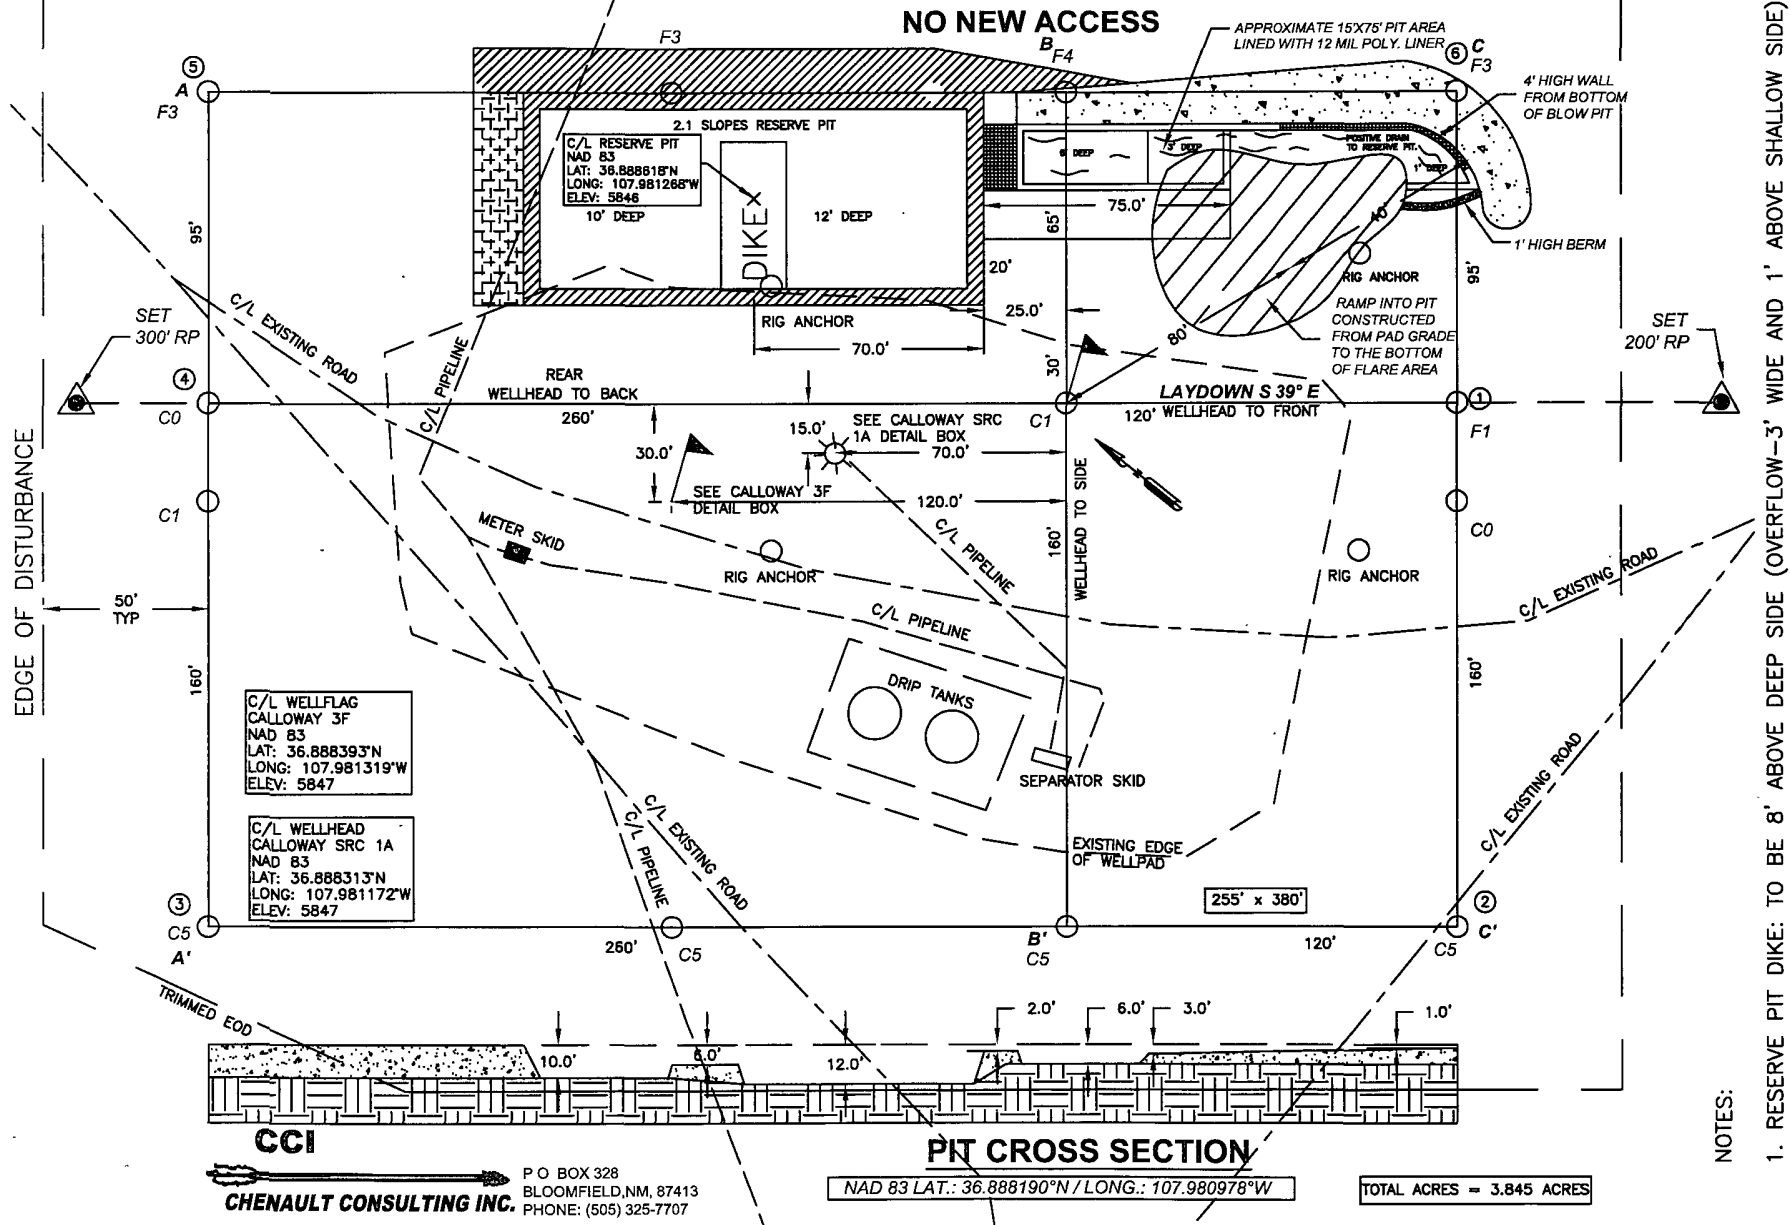 NO NEW ACCESS
APPROXIMATE 15'X75' PIT AREA
LINED WITH 12 MIL POLY. LINER
4' HIGH WALL
FROM BOTTOM
OF BLOW PIT
5
A
F3
F3
B
F4
6
C
F3
2.1 SLOPES RESERVE PIT
C/L RESERVE PIT
NAD 83
LAT: 36.888618°N
LONG: 107.981268°W
ELEV: 5846
10' DEEP
DIKE
12' DEEP
6' DEEP
3' DEEP
POSITIVE DRAIN
TO RESERVE PIT.
1' DEEP
75.0'
40'
1' HIGH BERM
95'
65'
95'
20'
RIG ANCHOR
25.0'
RAMP INTO PIT
CONSTRUCTED
FROM PAD GRADE
TO THE BOTTOM
OF FLARE AREA
RIG ANCHOR
70.0'
80'
30'
SET
300' RP
SET
200' RP
C/L EXISTING ROAD
C/L PIPELINE
4
C0
REAR
WELLHEAD TO BACK
260'
C1
LAYDOWN S 39° E
120'
WELLHEAD TO FRONT
1
F1
15.0'
SEE CALLOWAY SRC
1A DETAIL BOX
70.0'
30.0'
SEE CALLOWAY 3F
DETAIL BOX
120.0'
C1
C0
METER SKID
RIG ANCHOR
C/L PIPELINE
160'
WELLHEAD TO SIDE
RIG ANCHOR
C/L EXISTING ROAD
EDGE OF DISTURBANCE
50'
TYP
C/L PIPELINE
160'
160'
DRIP TANKS
SEPARATOR SKID
C/L WELLFLAG
CALLOWAY 3F
NAD 83
LAT: 36.888393°N
LONG: 107.981319°W
ELEV: 5847
C/L WELLHEAD
CALLOWAY SRC 1A
NAD 83
LAT: 36.888313°N
LONG: 107.981172°W
ELEV: 5847
C/L PIPELINE
C/L EXISTING ROAD
C/L EXISTING ROAD
EXISTING EDGE
OF WELLPAD
255' x 380'
3
C5
A'
260'
C5
B'
C5
120'
2
C'
C5
TRIMMED EOD
10.0'
6.0'
12.0'
2.0'
6.0'
3.0'
1.0'
CCI
CHENAULT CONSULTING INC.
P O BOX 328
BLOOMFIELD,NM, 87413
PHONE: (505) 325-7707
PIT CROSS SECTION
NAD 83 LAT.: 36.888190°N / LONG.: 107.980978°W
TOTAL ACRES = 3.845 ACRES
NOTES:
1. RESERVE PIT DIKE: TO BE 8' ABOVE DEEP SIDE (OVERFLOW-3' WIDE AND 1' ABOVE SHALLOW SIDE)